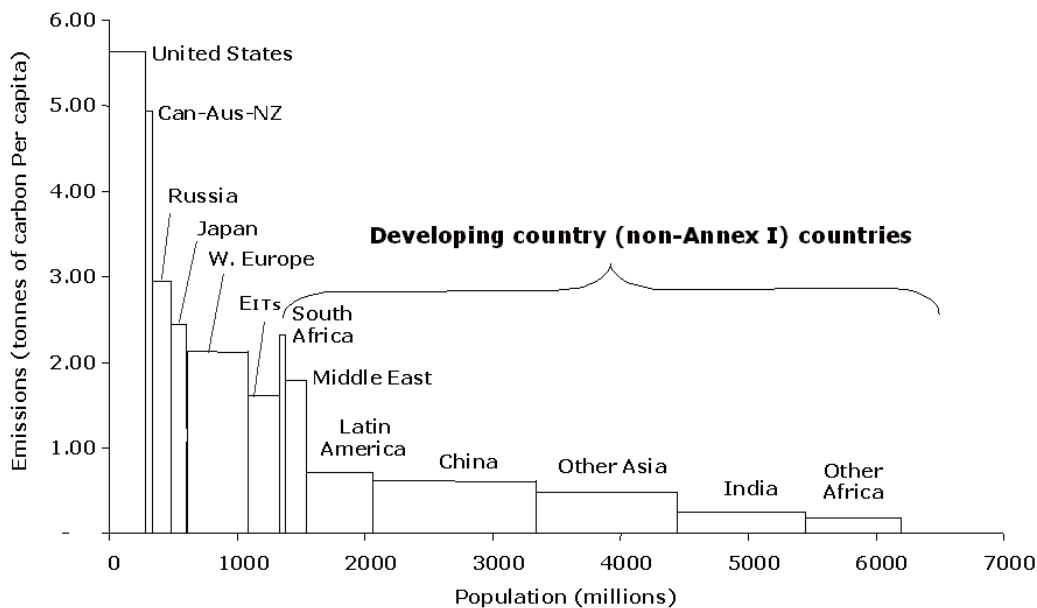 Emissions (tonnes of carbon Per capita)
6.00
5.00
4.00
3.00
2.00
1.00
-
United States
Can-Aus-NZ
Russia
Japan
W. Europe
EITs
South
Africa
Middle East
Developing country (non-Annex I) countries
Latin
America
China
Other Asia
India
Other
Africa
0 1000 2000 3000 4000 5000 6000 7000
Population (millions)